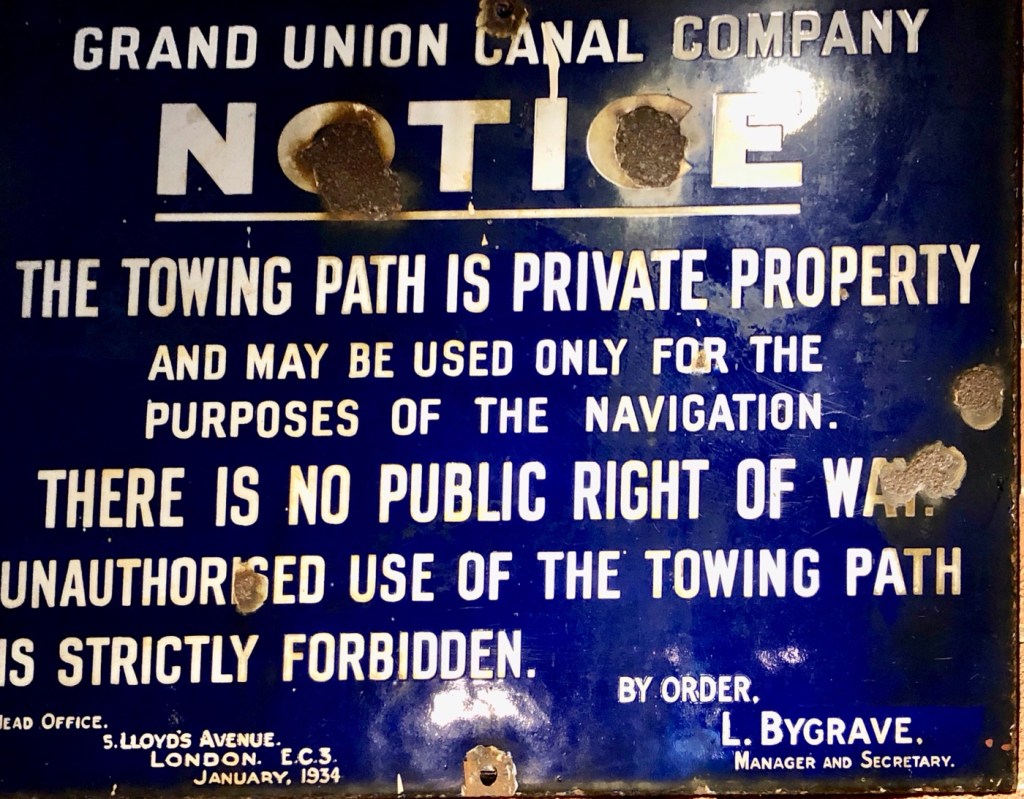 GRAND UNION CANAL COMPANY
NOTICE
THE TOWING PATH IS PRIVATE PROPERTY
AND MAY BE USED ONLY FOR THE
PURPOSES OF THE NAVIGATION.
THERE IS NO PUBLIC RIGHT OF WAY.
UNAUTHORISED USE OF THE TOWING PATH
IS STRICTLY FORBIDDEN.
BY ORDER.
L. BYGRAVE.
MANAGER AND SECRETARY.
HEAD OFFICE.
5. LLOYD'S AVENUE.
LONDON. E.C.3.
JANUARY, 1934